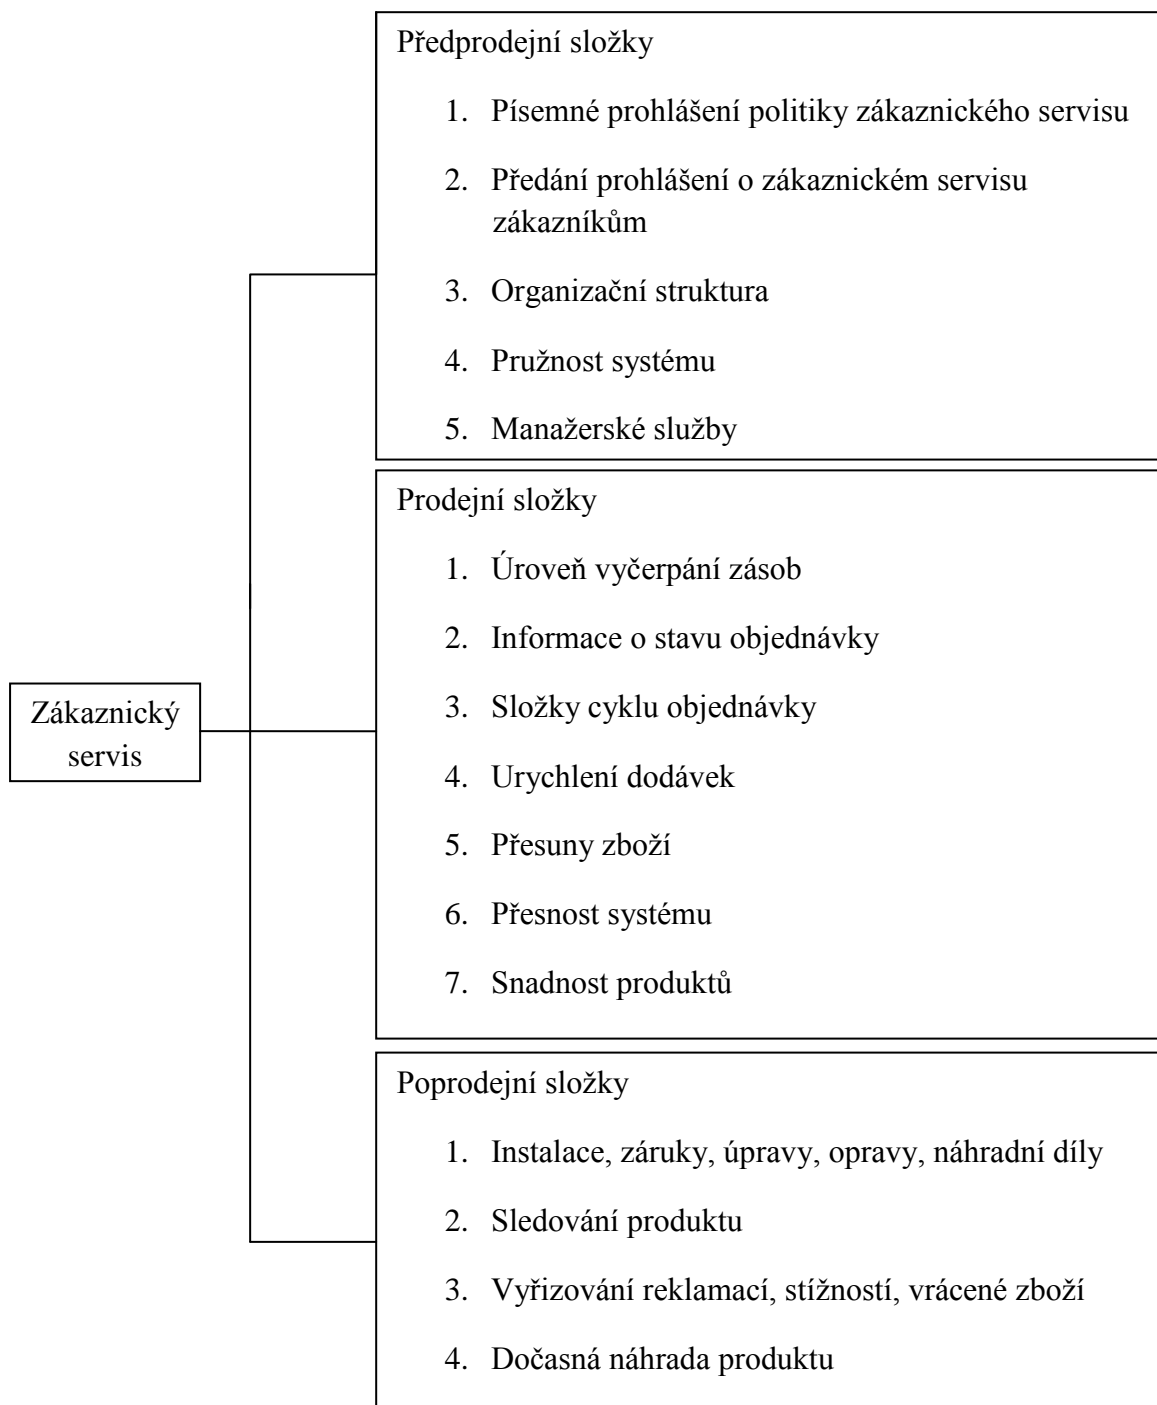 Předprodejní složky
1. Písemné prohlášení politiky zákaznického servisu
2. Předání prohlášení o zákaznickém servisu
zákazníkům
3. Organizační struktura
4. Pružnost systému
5. Manažerské služby
Prodejní složky
1. Úroveň vyčerpání zásob
2. Informace o stavu objednávky
3. Složky cyklu objednávky
4. Urychlení dodávek
5. Přesuny zboží
6. Přesnost systému
7. Snadnost produktů
Zákaznický
servis
Poprodejní složky
1. Instalace, záruky, úpravy, opravy, náhradní díly
2. Sledování produktu
3. Vyřizování reklamací, stížností, vrácené zboží
4. Dočasná náhrada produktu